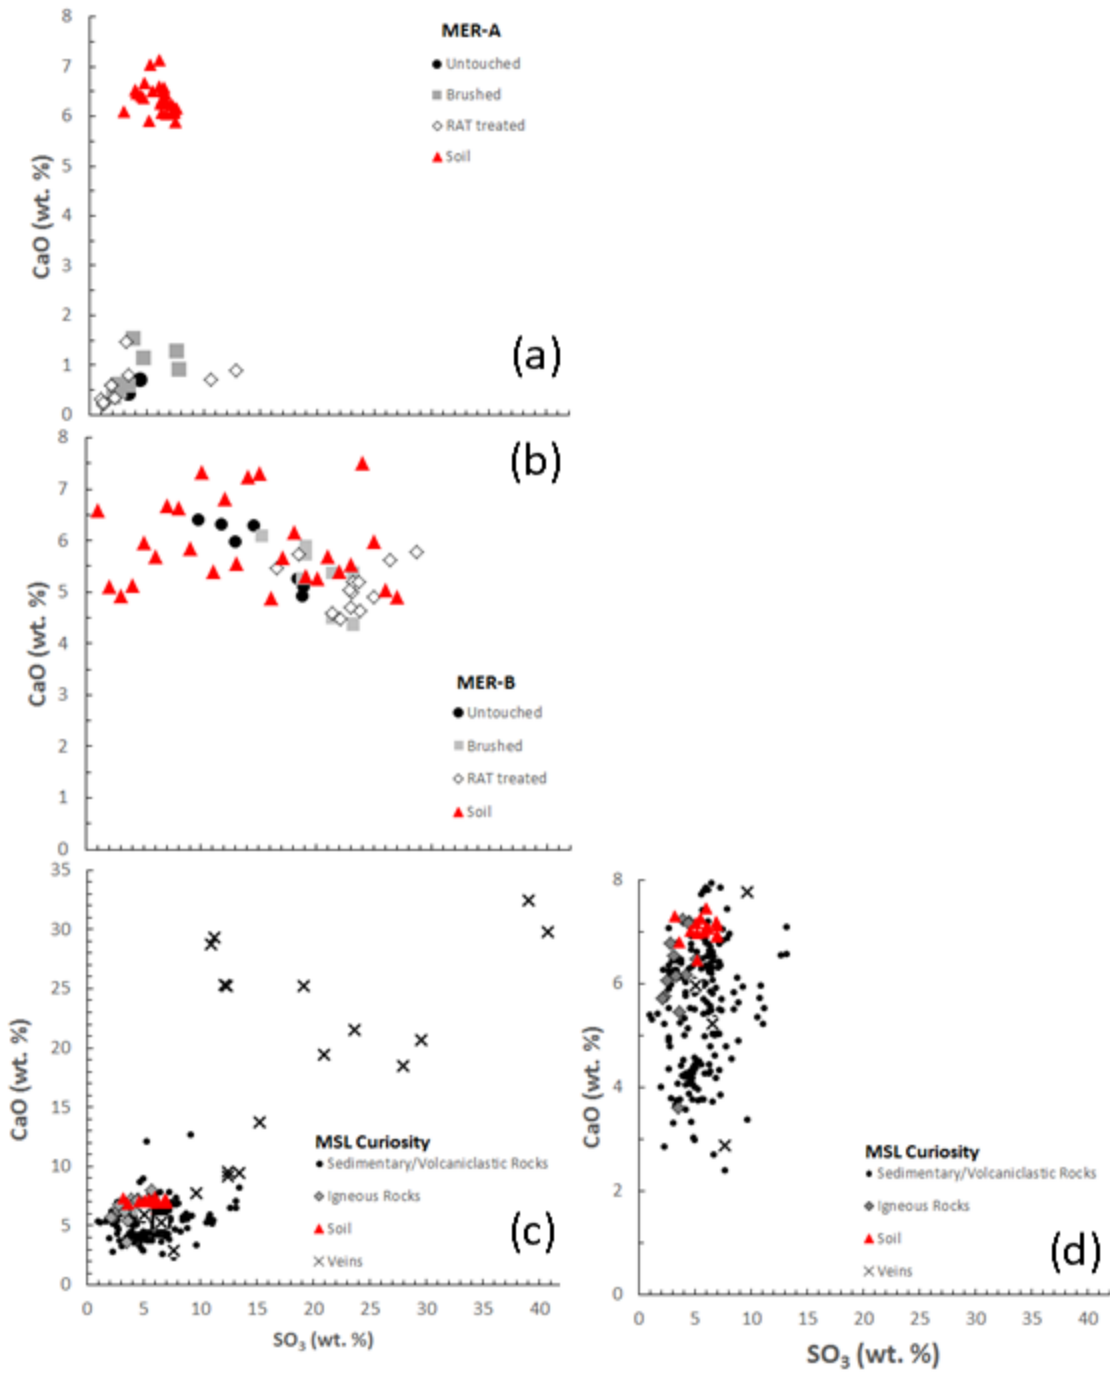 8
7
6
5
4
3
2
1
0
CaO (wt. %)
MER-A
Untouched
Brushed
RAT treated
Soil
(a)
8
7
6
5
4
3
2
1
0
CaO (wt. %)
(b)
MER-B
Untouched
Brushed
RAT treated
Soil
35
30
25
20
15
10
5
0
CaO (wt. %)
MSL Curiosity
Sedimentary/Volcaniclastic Rocks
Igneous Rocks
Soil
Veins
(c)
0 5 10 15 20 25 30 35 40
SO₃ (wt. %)
8
6
4
2
0
CaO (wt. %)
MSL Curiosity
Sedimentary/Volcaniclastic Rocks
Igneous Rocks
Soil
Veins
(d)
0 5 10 15 20 25 30 35 40
SO₃ (wt. %)